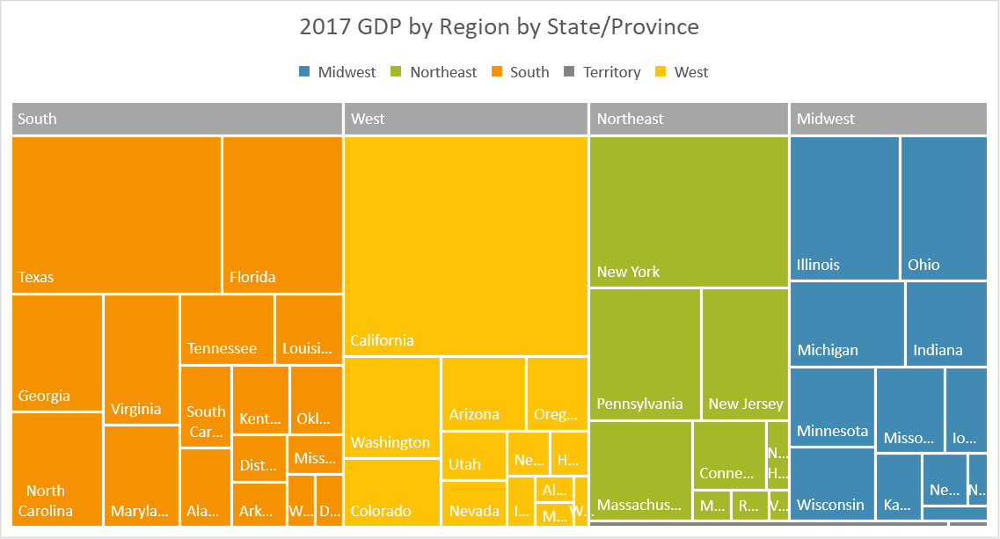 2017 GDP by Region by State/Province
Midwest Northeast South Territory West
South
West
Northeast
Midwest
Texas
Florida
Georgia
Virginia
Tennessee
Louisi...
North
Carolina
Maryla...
South
Car...
Kent...
Okl...
Ala...
Dist...
Miss...
Ark...
W...
D...
California
Washington
Arizona
Oreg...
Colorado
Utah
Nevada
Ne...
H...
I...
Al...
M...
W...
New York
Pennsylvania
New Jersey
Massachus...
Conne...
N...
H...
M...
R...
V...
Illinois
Ohio
Michigan
Indiana
Minnesota
Misso...
Io...
Wisconsin
Ka...
Ne...
N...